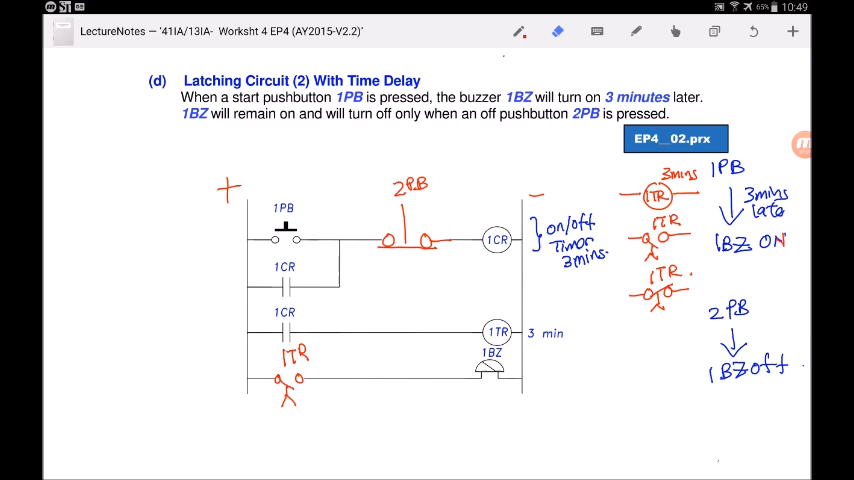 65% 10:49
LectureNotes — '41IA/13IA- Worksht 4 EP4 (AY2015-V2.2)'
(d) Latching Circuit (2) With Time Delay
When a start pushbutton 1PB is pressed, the buzzer 1BZ will turn on 3 minutes later.
1BZ will remain on and will turn off only when an off pushbutton 2PB is pressed.
EP4__02.prx
+
2PB
-
1PB
1CR
on/off
Timer
3mins.
1CR
1CR
1TR
3 min
1TR
1BZ
3mins
1TR
1TR
1TR.
1PB
3mins
late
1BZ ON
2PB
1BZ off